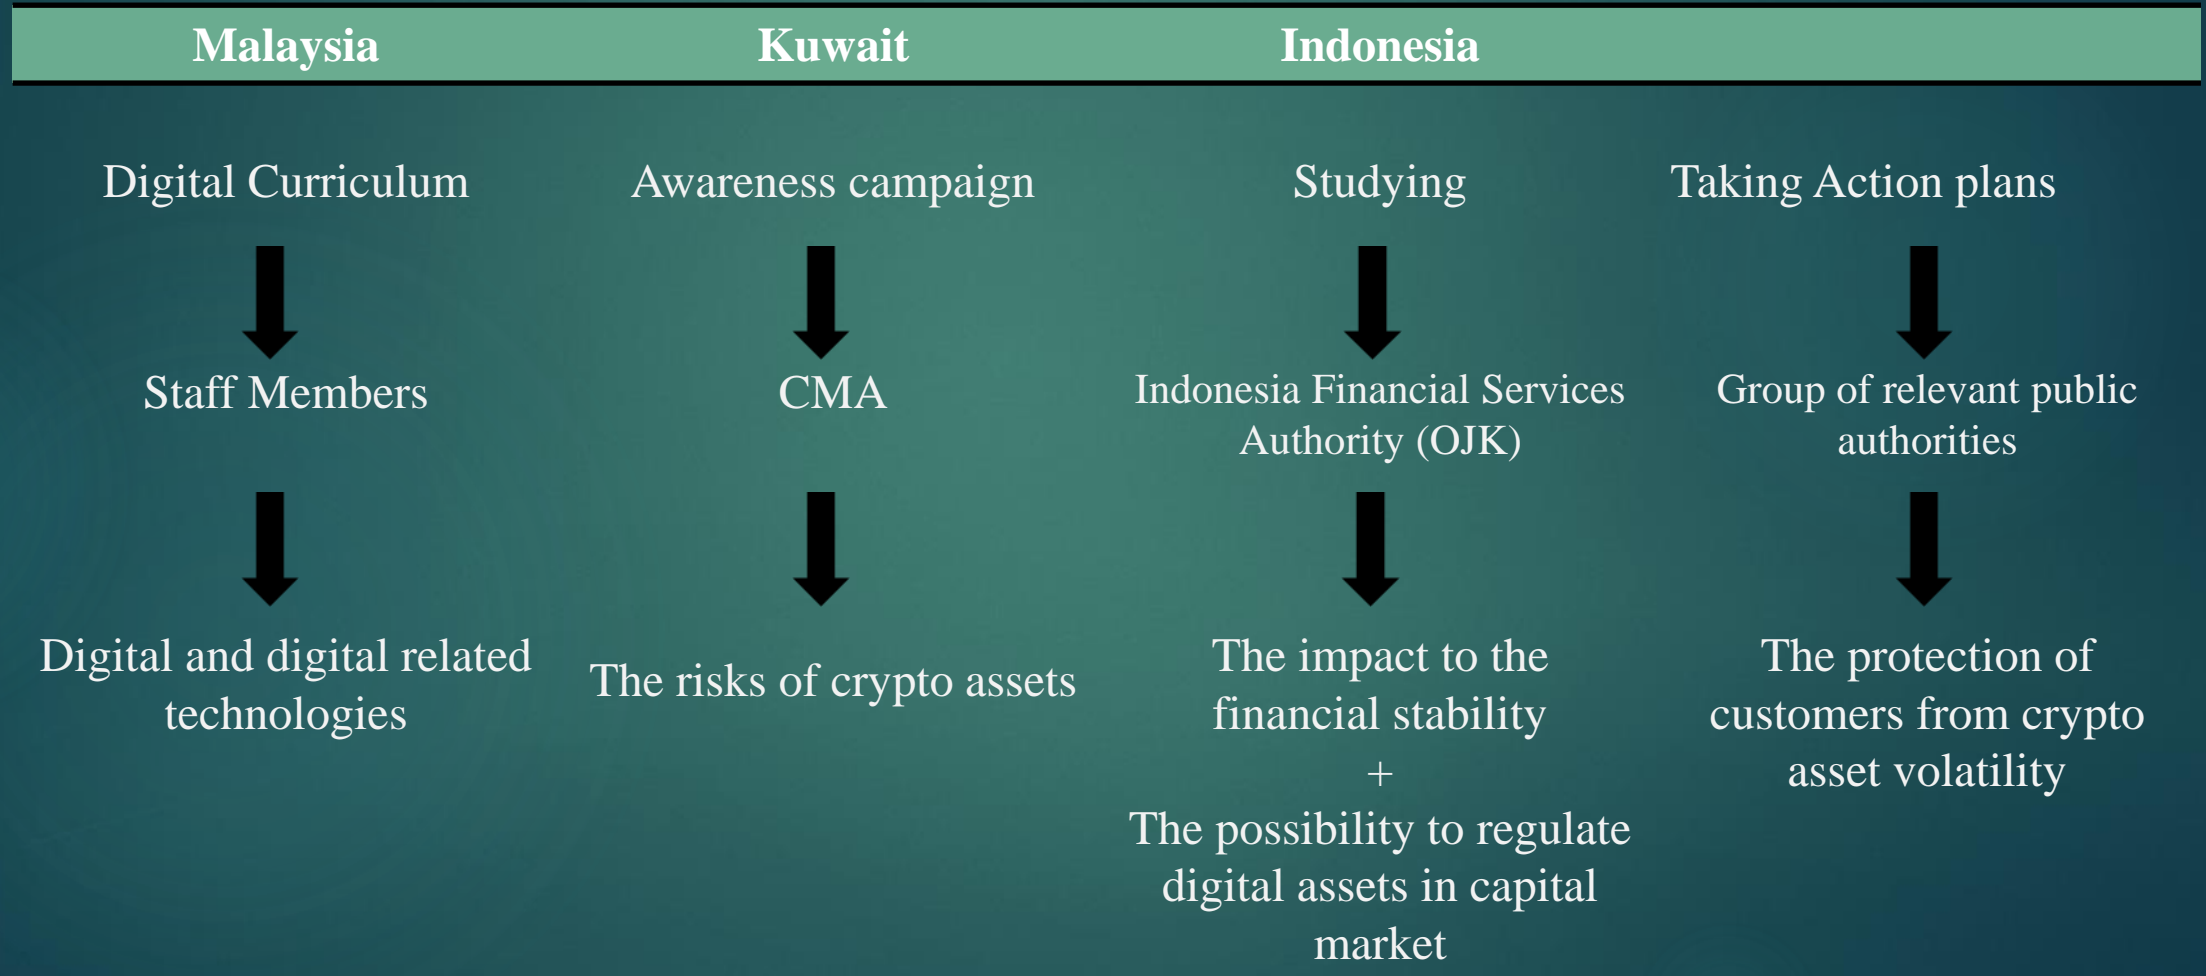 Malaysia
Kuwait
Indonesia
Digital Curriculum
Awareness campaign
Studying
Taking Action plans
Staff Members
CMA
Indonesia Financial Services
Authority (OJK)
Group of relevant public
authorities
Digital and digital related
technologies
The risks of crypto assets
The impact to the
financial stability
+
The possibility to regulate
digital assets in capital
market
The protection of
customers from crypto
asset volatility